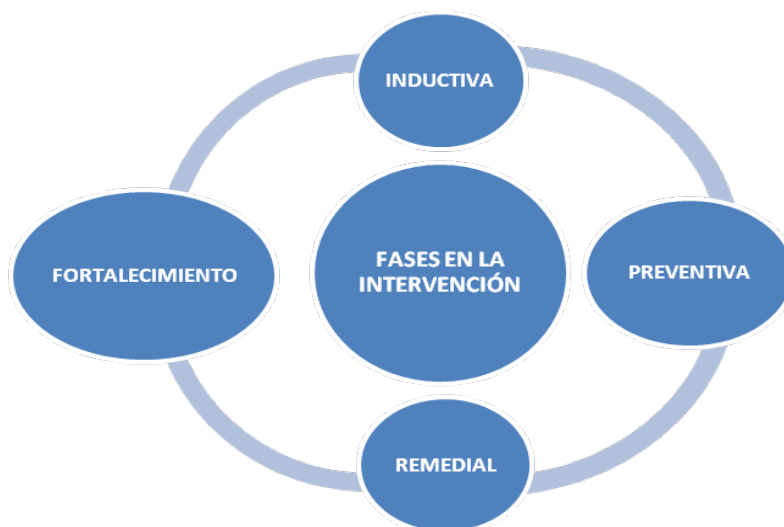 INDUCTIVA
FORTALECIMIENTO
FASES EN LA
INTERVENCIÓN
PREVENTIVA
REMEDIAL